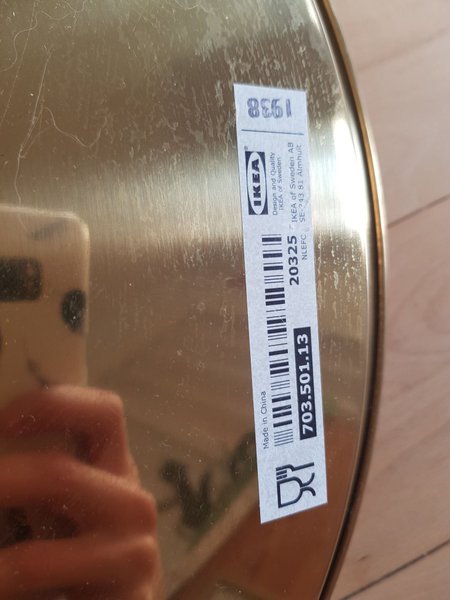 Made in China
703.501.13
20325
NLEFC
IKEA®
Design and Quality
IKEA of Sweden
IKEA of Sweden AB
SE-343 81 Älmhult
1938